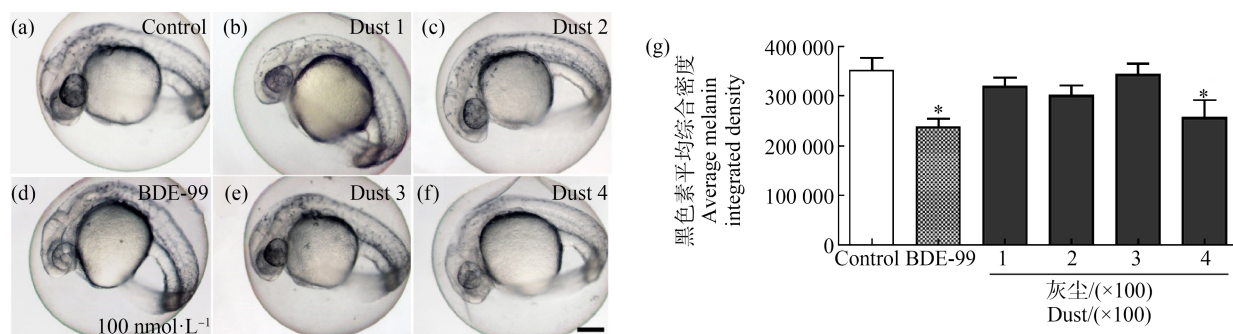 (a) Control
(b) Dust 1
(c) Dust 2
(d) BDE-99
100 nmol·L⁻¹
(e) Dust 3
(f) Dust 4
(g)
黑色素平均综合密度
Average melanin
integrated density
400 000
300 000
200 000
100 000
0
* *
Control BDE-99 1 2 3 4
灰尘/(×100)
Dust/(×100)